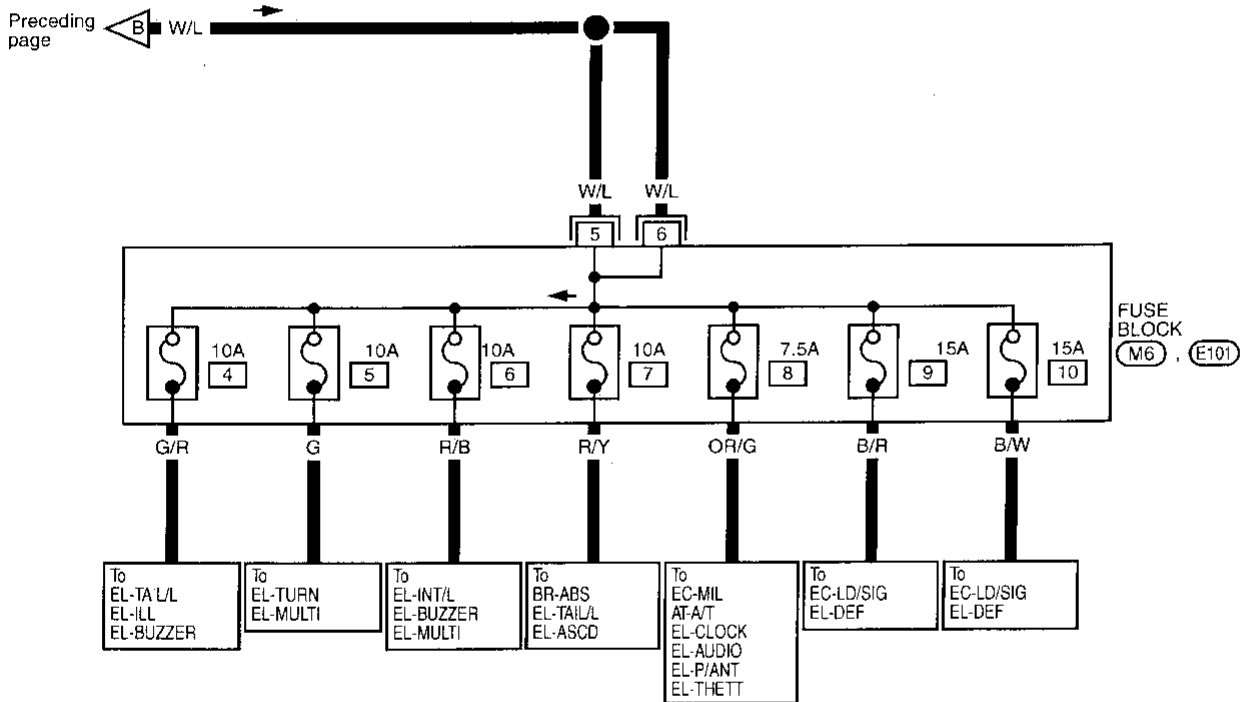 Preceding
page
B
W/L
W/L
W/L
5
6
10A
4
10A
5
10A
6
10A
7
7.5A
8
15A
9
15A
10
FUSE
BLOCK
M6 , E101
G/R
G
R/B
R/Y
OR/G
B/R
B/W
To
EL-TAIL/L
EL-ILL
EL-BUZZER
To
EL-TURN
EL-MULTI
To
EL-INT/L
EL-BUZZER
EL-MULTI
To
BR-ABS
EL-TAIL/L
EL-ASCD
To
EC-MIL
AT-A/T
EL-CLOCK
EL-AUDIO
EL-P/ANT
EL-THETT
To
EC-LD/SIG
EL-DEF
To
EC-LD/SIG
EL-DEF